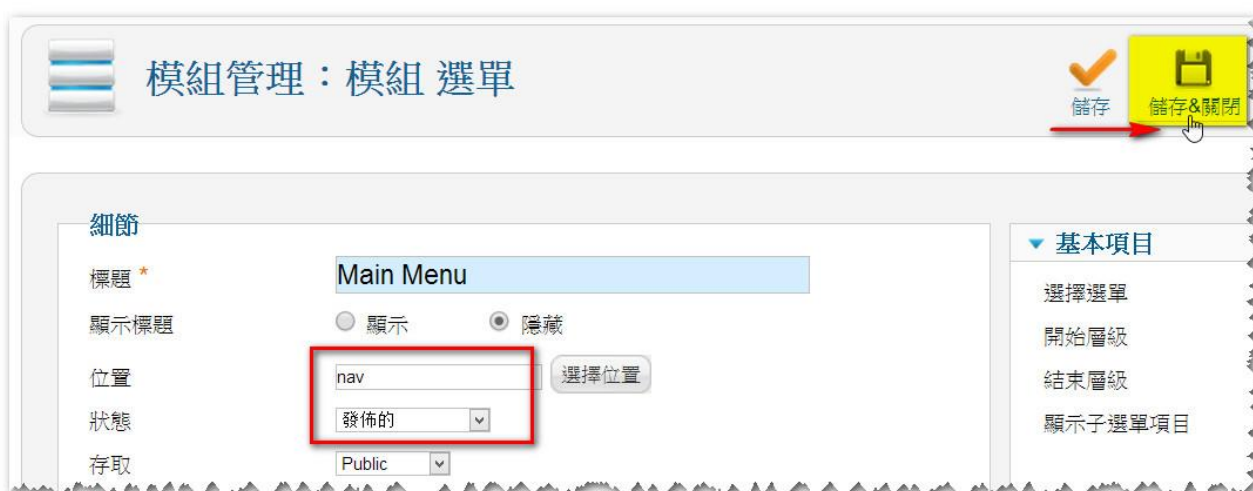 模組管理：模組 選單
儲存
儲存&關閉
細節
標題 *
Main Menu
顯示標題
顯示
隱藏
位置
nav
選擇位置
狀態
發佈的
存取
Public
基本項目
選擇選單
開始層級
結束層級
顯示子選單項目